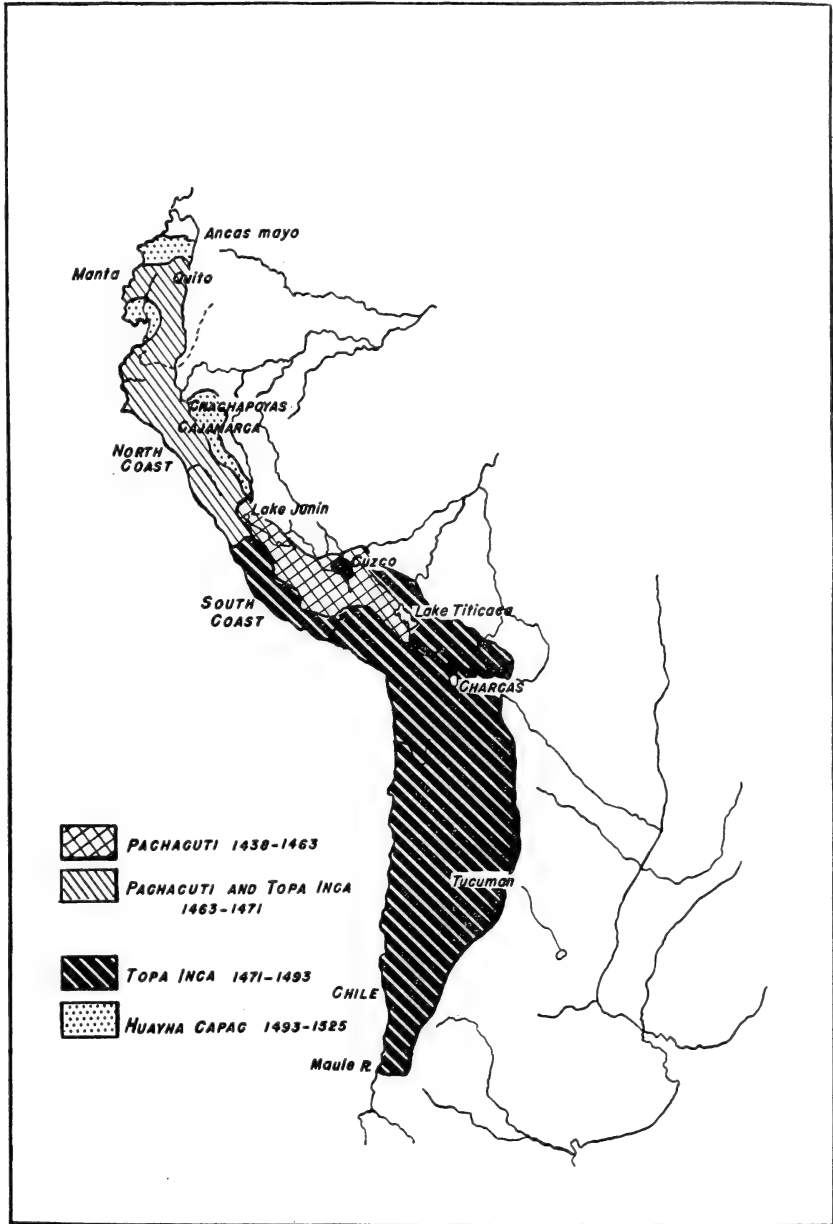 Ancas mayo
Manta
Quito
CHACHAPOYAS
CAJAMARCA
NORTH
COAST
Lake Junin
CUZCO
SOUTH
COAST
Lake Titicaca
CHARCAS
PACHACUTI 1438-1463
PACHACUTI AND TOPA INCA
1463-1471
Tucuman
TOPA INCA 1471-1493
CHILE
HUAYNA CAPAC 1493-1525
Maule R.